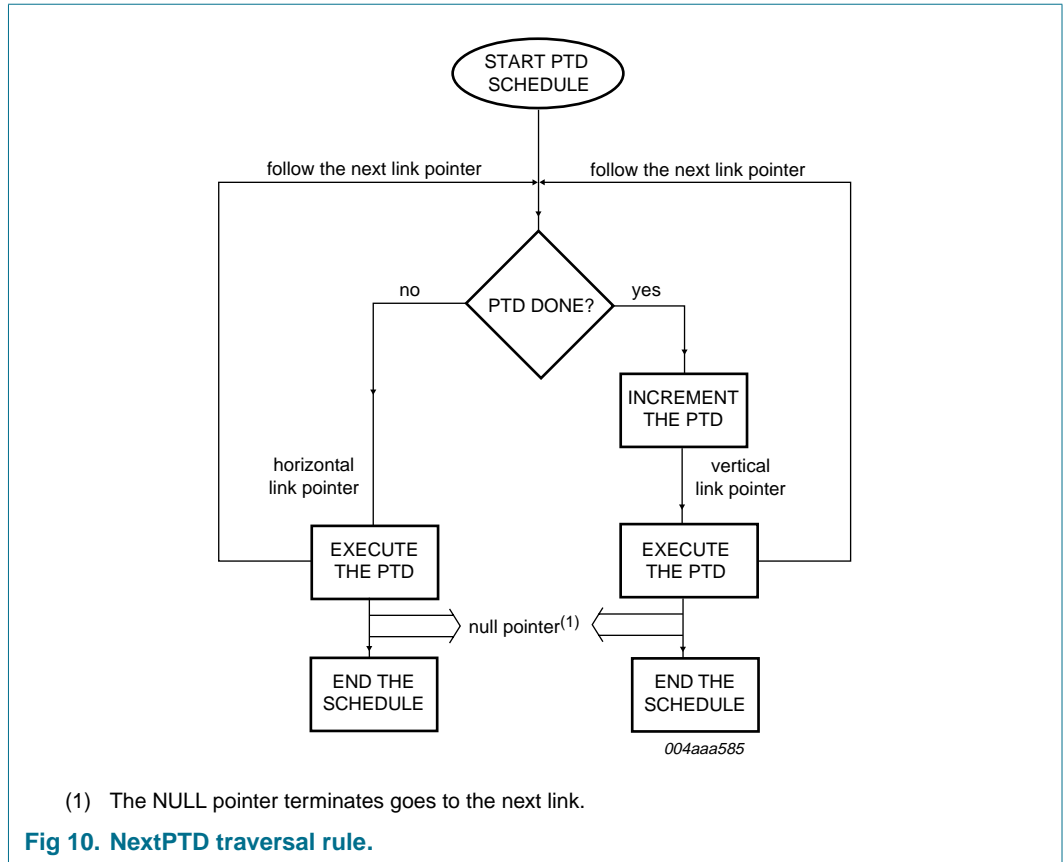 START PTD
SCHEDULE
follow the next link pointer
follow the next link pointer
no
PTD DONE?
yes
INCREMENT
THE PTD
horizontal
link pointer
vertical
link pointer
EXECUTE
THE PTD
EXECUTE
THE PTD
null pointer(1)
END THE
SCHEDULE
END THE
SCHEDULE
004aaa585
(1) The NULL pointer terminates goes to the next link.
Fig 10. NextPTD traversal rule.